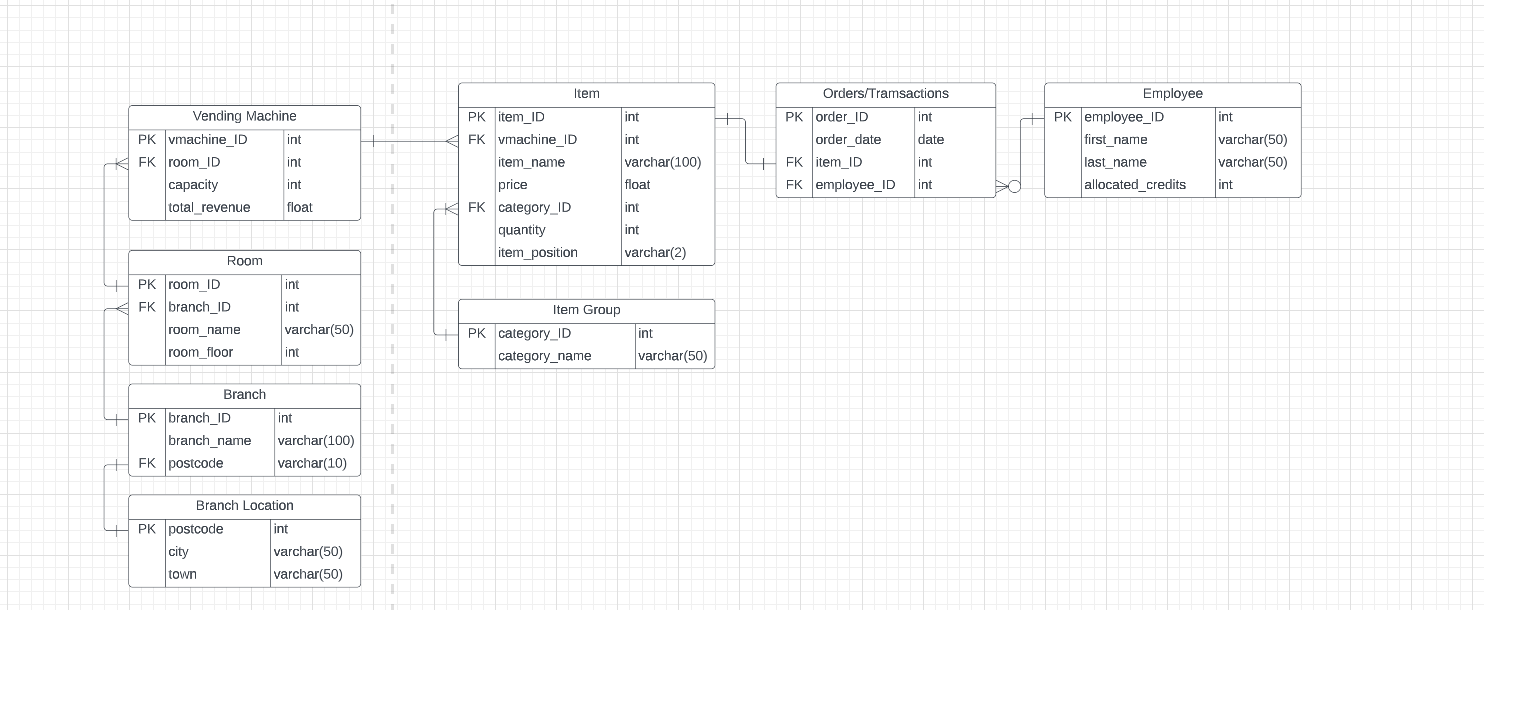 Vending Machine
PK vmachine_ID int
FK room_ID int
capacity int
total_revenue float
Room
PK room_ID int
FK branch_ID int
room_name varchar(50)
room_floor int
Branch
PK branch_ID int
branch_name varchar(100)
FK postcode varchar(10)
Branch Location
PK postcode int
city varchar(50)
town varchar(50)
Item
PK item_ID int
FK vmachine_ID int
item_name varchar(100)
price float
FK category_ID int
quantity int
item_position varchar(2)
Item Group
PK category_ID int
category_name varchar(50)
Orders/Tramsactions
PK order_ID int
order_date date
FK item_ID int
FK employee_ID int
Employee
PK employee_ID int
first_name varchar(50)
last_name varchar(50)
allocated_credits int